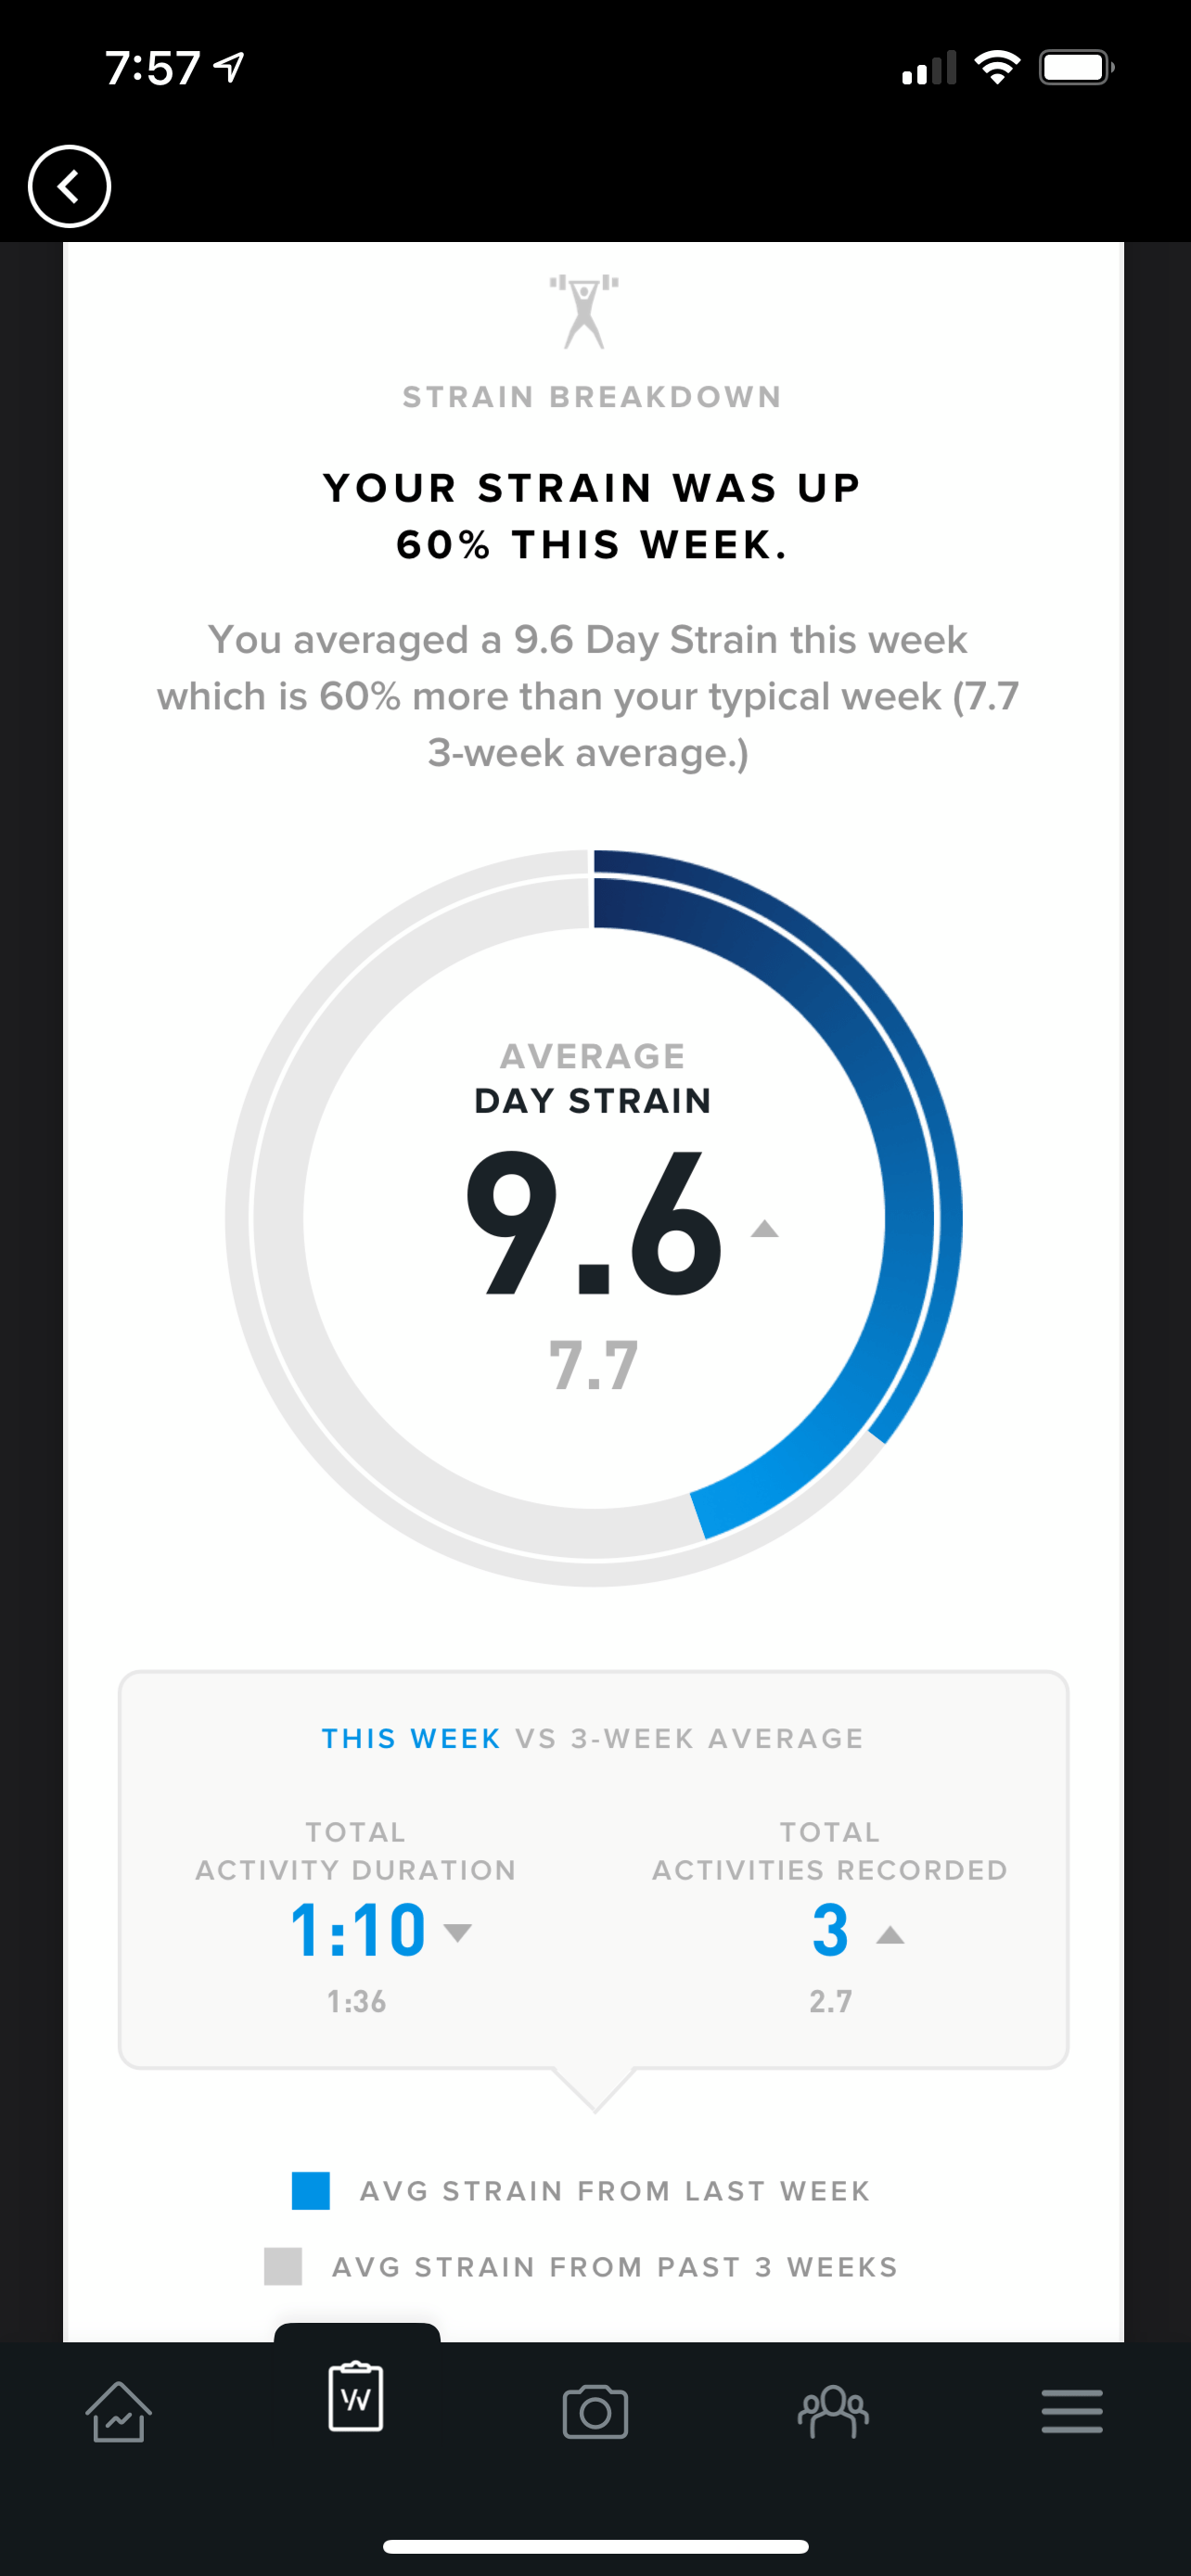 7:57
STRAIN BREAKDOWN
YOUR STRAIN WAS UP
60% THIS WEEK.
You averaged a 9.6 Day Strain this week
which is 60% more than your typical week (7.7
3-week average.)
AVERAGE
DAY STRAIN
9.6
7.7
THIS WEEK VS 3-WEEK AVERAGE
TOTAL
ACTIVITY DURATION
1:10
1:36
TOTAL
ACTIVITIES RECORDED
3
2.7
AVG STRAIN FROM LAST WEEK
AVG STRAIN FROM PAST 3 WEEKS
W